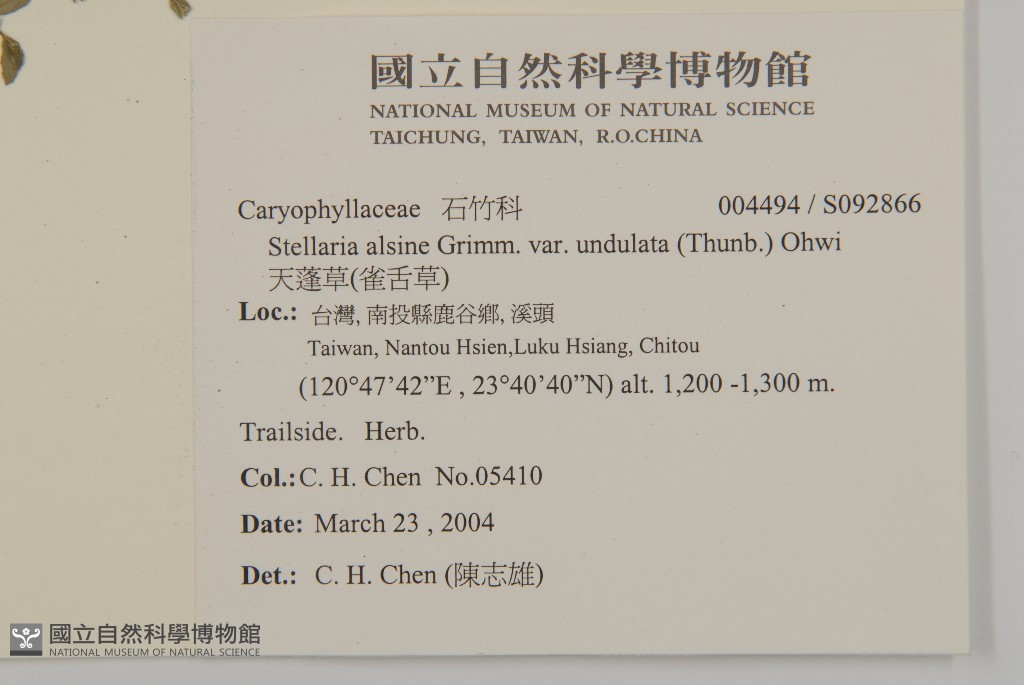 國立自然科學博物館
NATIONAL MUSEUM OF NATURAL SCIENCE
TAICHUNG, TAIWAN, R.O.CHINA
Caryophyllaceae 石竹科 004494 / S092866
Stellaria alsine Grimm. var. undulata (Thunb.) Ohwi
天蓬草(雀舌草)
Loc.: 台灣, 南投縣鹿谷鄉, 溪頭
Taiwan, Nantou Hsien,Luku Hsiang, Chitou
(120°47’42”E , 23°40’40”N) alt. 1,200 -1,300 m.
Trailside. Herb.
Col.:C. H. Chen No.05410
Date: March 23 , 2004
Det.: C. H. Chen (陳志雄)
國立自然科學博物館
NATIONAL MUSEUM OF NATURAL SCIENCE